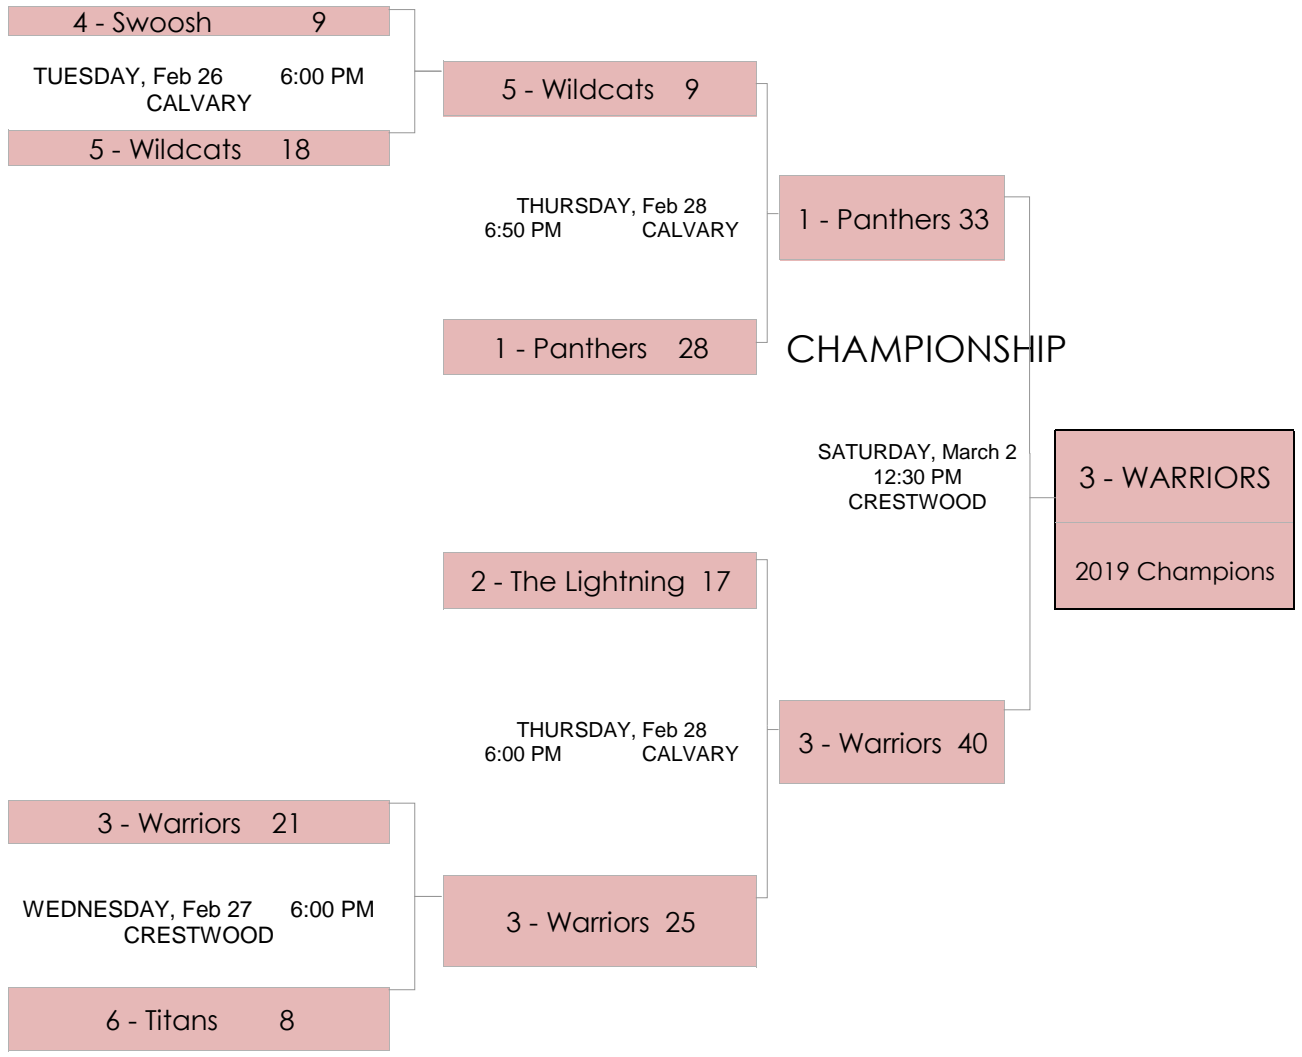 4 - Swoosh 9
TUESDAY, Feb 26 6:00 PM
CALVARY
5 - Wildcats 18
5 - Wildcats 9
THURSDAY, Feb 28
6:50 PM CALVARY
1 - Panthers 28
1 - Panthers 33
CHAMPIONSHIP
SATURDAY, March 2
12:30 PM
CRESTWOOD
3 - WARRIORS
2019 Champions
2 - The Lightning 17
THURSDAY, Feb 28
6:00 PM CALVARY
3 - Warriors 40
3 - Warriors 21
WEDNESDAY, Feb 27 6:00 PM
CRESTWOOD
3 - Warriors 25
6 - Titans 8